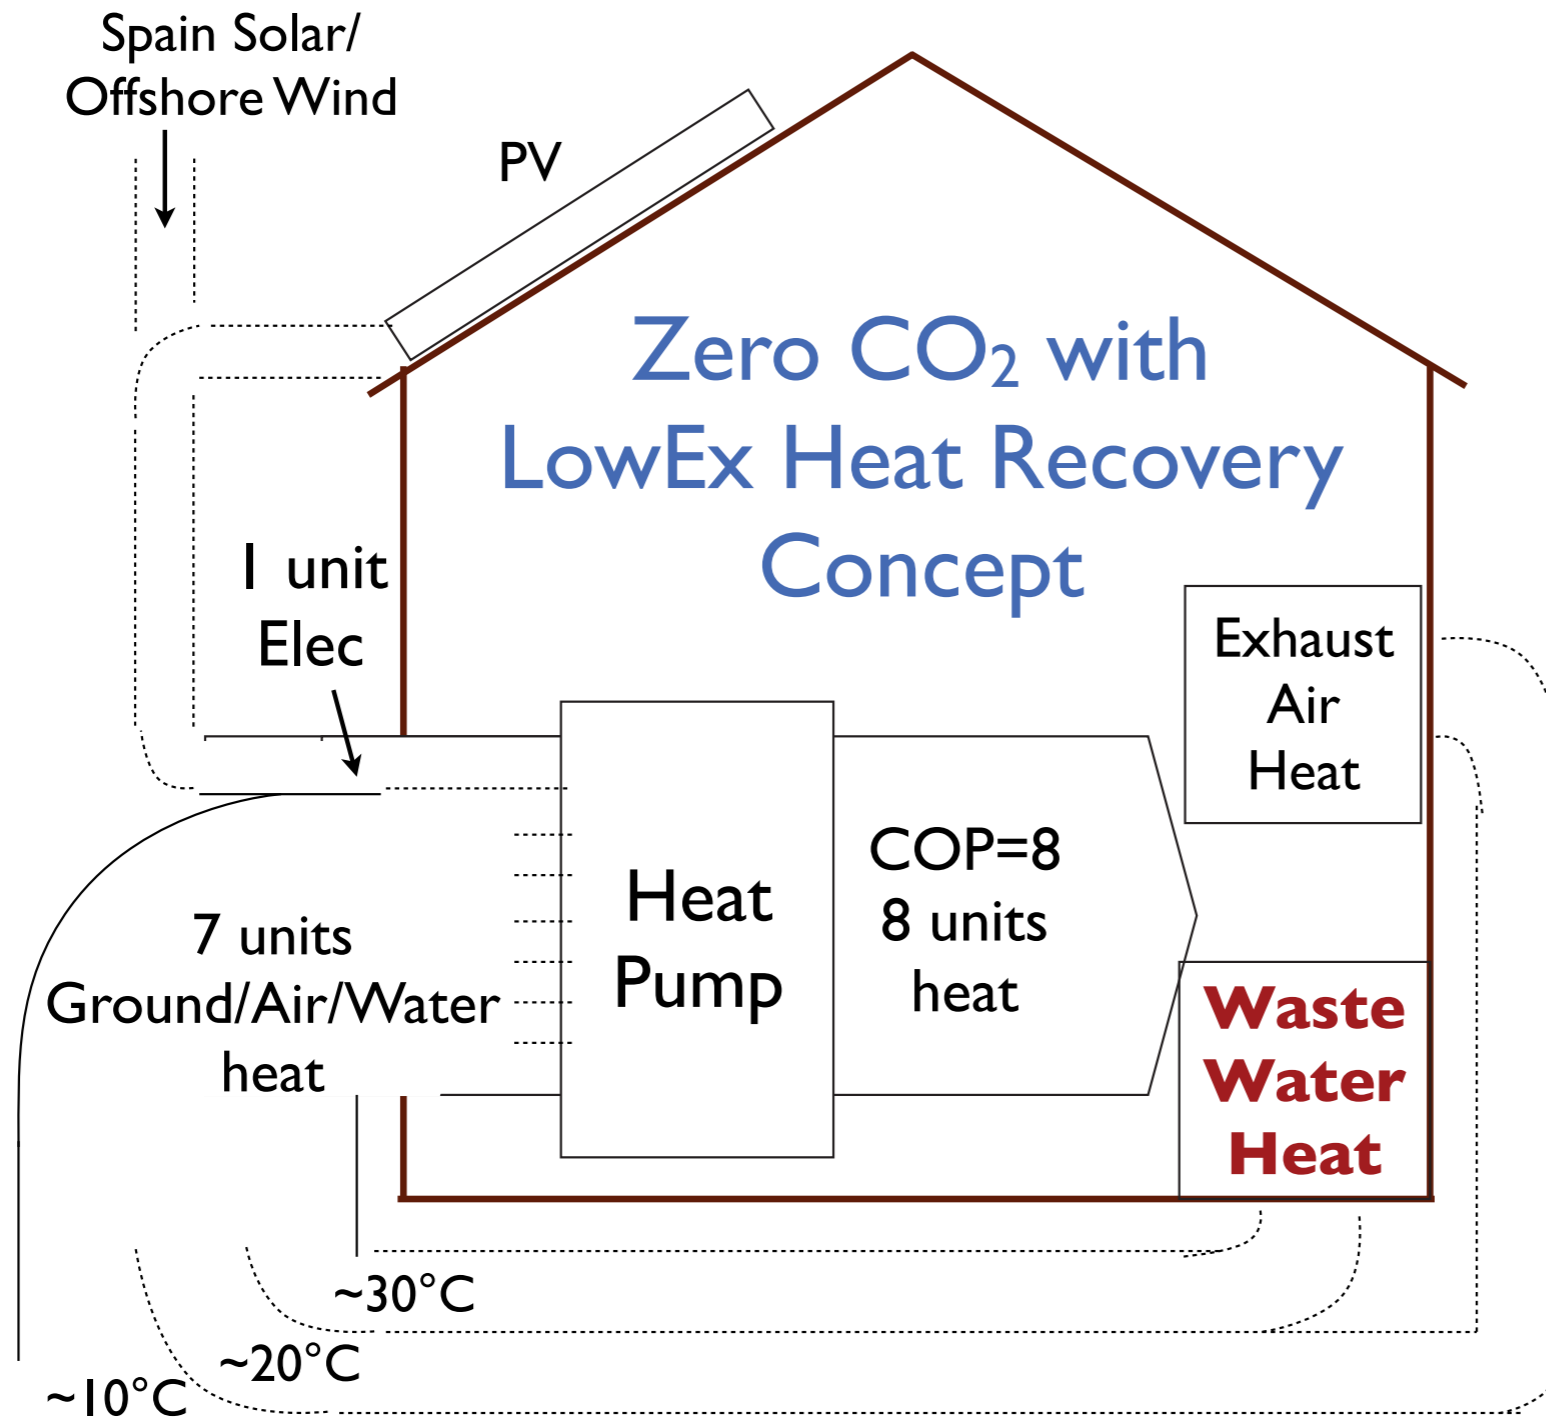 Spain Solar/
Offshore Wind
PV
Zero CO₂ with
LowEx Heat Recovery
Concept
1 unit
Elec
Exhaust
Air
Heat
Heat
Pump
COP=8
8 units
heat
7 units
Ground/Air/Water
heat
Waste
Water
Heat
~30°C
~20°C
~10°C